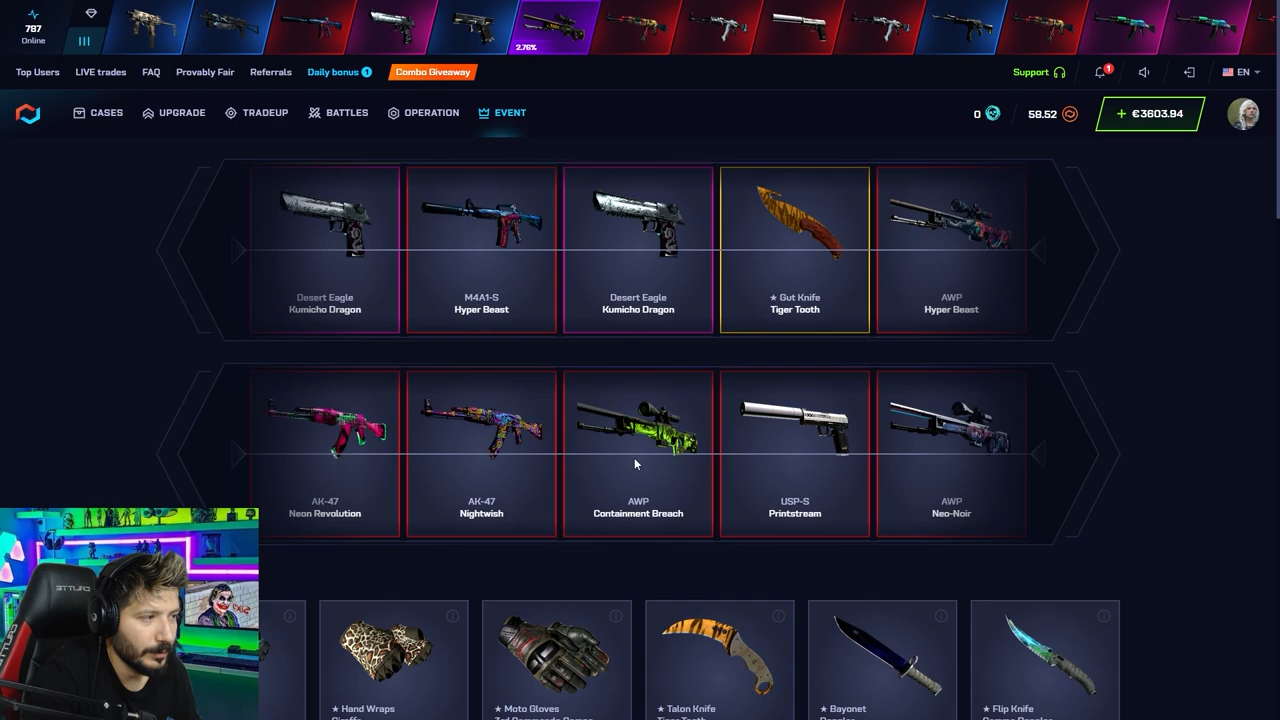 787
Online
2.76%
Top Users
LIVE trades
FAQ
Provably Fair
Referrals
Daily bonus 1
Combo Giveaway
Support
1
EN
CASES
UPGRADE
TRADEUP
BATTLES
OPERATION
EVENT
0
58.52
+ €3603.94
Desert Eagle
Kumicho Dragon
M4A1-S
Hyper Beast
Desert Eagle
Kumicho Dragon
★ Gut Knife
Tiger Tooth
AWP
Hyper Beast
AK-47
Neon Revolution
AK-47
Nightwish
AWP
Containment Breach
USP-S
Printstream
AWP
Neo-Noir
★ Hand Wraps
★ Moto Gloves
★ Talon Knife
★ Bayonet
★ Flip Knife